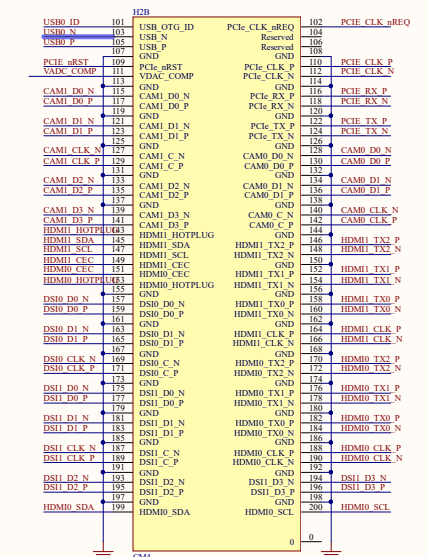 H2B
USB0_ID 101 USB_OTG_ID PCIe_CLK_nREQ 102 PCIE_CLK_nREQ
USB0_N 103 USB_N Reserved 104
USB0_P 105 USB_P Reserved 106
107 GND GND 108
PCIE_nRST 109 PCIe_nRST PCIe_CLK_P 110 PCIE_CLK_P
VADC_COMP 111 VDAC_COMP PCIe_CLK_N 112 PCIE_CLK_N
113 GND GND 114
CAM1_D0_N 115 CAM1_D0_N PCIe_RX_P 116 PCIE_RX_P
CAM1_D0_P 117 CAM1_D0_P PCIe_RX_N 118 PCIE_RX_N
119 GND GND 120
CAM1_D1_N 121 CAM1_D1_N PCIe_TX_P 122 PCIE_TX_P
CAM1_D1_P 123 CAM1_D1_P PCIe_TX_N 124 PCIE_TX_N
125 GND GND 126
CAM1_CLK_N 127 CAM1_C_N CAM0_D0_N 128 CAM0_D0_N
CAM1_CLK_P 129 CAM1_C_P CAM0_D0_P 130 CAM0_D0_P
131 GND GND 132
CAM1_D2_N 133 CAM1_D2_N CAM0_D1_N 134 CAM0_D1_N
CAM1_D2_P 135 CAM1_D2_P CAM0_D1_P 136 CAM0_D1_P
137 GND GND 138
CAM1_D3_N 139 CAM1_D3_N CAM0_C_N 140 CAM0_CLK_N
CAM1_D3_P 141 CAM1_D3_P CAM0_C_P 142 CAM0_CLK_P
HDMI1_HOTPLUG 143 HDMI1_HOTPLUG GND 144
HDMI1_SDA 145 HDMI1_SDA HDMI1_TX2_P 146 HDMI1_TX2_P
HDMI1_SCL 147 HDMI1_SCL HDMI1_TX2_N 148 HDMI1_TX2_N
HDMI1_CEC 149 HDMI1_CEC GND 150
HDMI0_CEC 151 HDMI0_CEC HDMI1_TX1_P 152 HDMI1_TX1_P
HDMI0_HOTPLUG 153 HDMI0_HOTPLUG HDMI1_TX1_N 154 HDMI1_TX1_N
155 GND GND 156
DSI0_D0_N 157 DSI0_D0_N HDMI1_TX0_P 158 HDMI1_TX0_P
DSI0_D0_P 159 DSI0_D0_P HDMI1_TX0_N 160 HDMI1_TX0_N
161 GND GND 162
DSI0_D1_N 163 DSI0_D1_N HDMI1_CLK_P 164 HDMI1_CLK_P
DSI0_D1_P 165 DSI0_D1_P HDMI1_CLK_N 166 HDMI1_CLK_N
167 GND GND 168
DSI0_CLK_N 169 DSI0_C_N HDMI0_TX2_P 170 HDMI0_TX2_P
DSI0_CLK_P 171 DSI0_C_P HDMI0_TX2_N 172 HDMI0_TX2_N
173 GND GND 174
DSI1_D0_N 175 DSI1_D0_N HDMI0_TX1_P 176 HDMI0_TX1_P
DSI1_D0_P 177 DSI1_D0_P HDMI0_TX1_N 178 HDMI0_TX1_N
179 GND GND 180
DSI1_D1_N 181 DSI1_D1_N HDMI0_TX0_P 182 HDMI0_TX0_P
DSI1_D1_P 183 DSI1_D1_P HDMI0_TX0_N 184 HDMI0_TX0_N
185 GND GND 186
DSI1_CLK_N 187 DSI1_C_N HDMI0_CLK_P 188 HDMI0_CLK_P
DSI1_CLK_P 189 DSI1_C_P HDMI0_CLK_N 190 HDMI0_CLK_N
191 GND GND 192
DSI1_D2_N 193 DSI1_D2_N DSI1_D3_N 194 DSI1_D3_N
DSI1_D2_P 195 DSI1_D2_P DSI1_D3_P 196 DSI1_D3_P
197 GND GND 198
HDMI0_SDA 199 HDMI0_SDA HDMI0_SCL 200 HDMI0_SCL
0 0
CM4